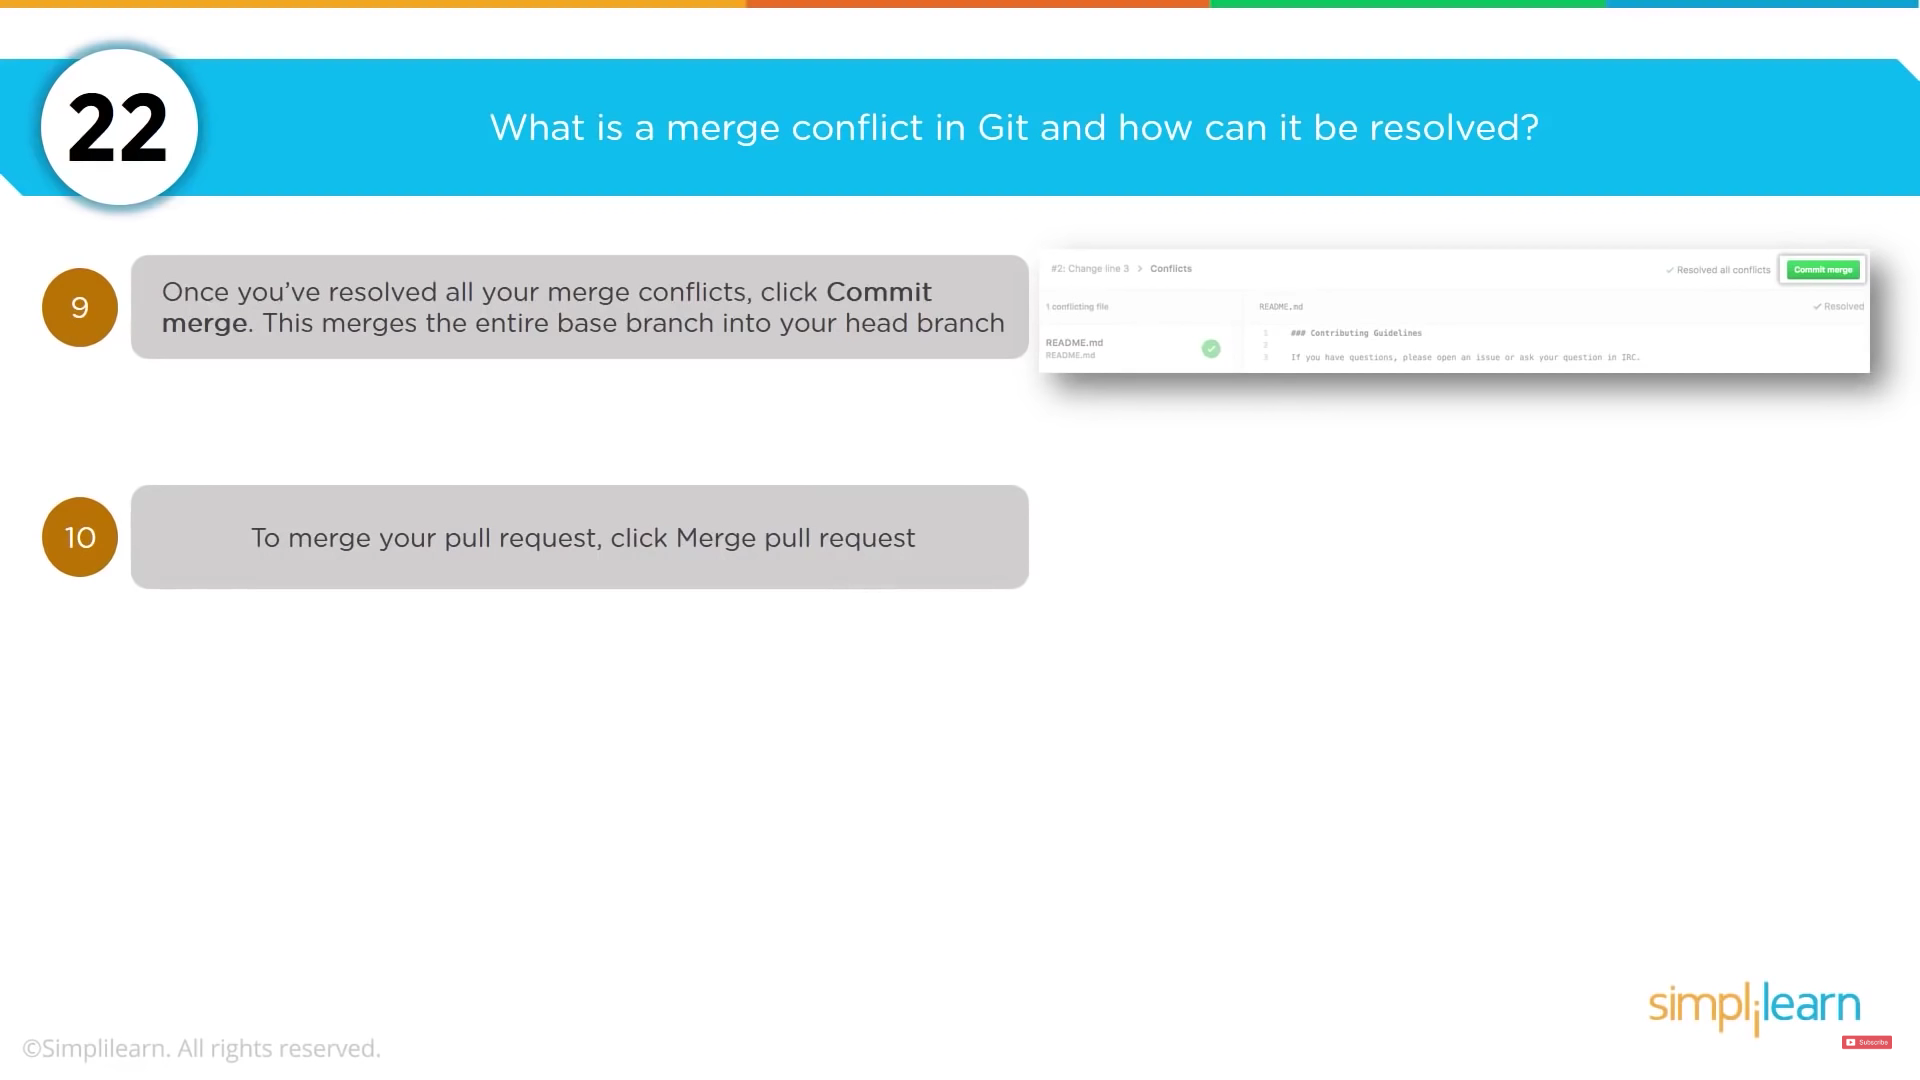 22
What is a merge conflict in Git and how can it be resolved?
9
Once you’ve resolved all your merge conflicts, click Commit
merge. This merges the entire base branch into your head branch
#2: Change line 3 > Conflicts
✓ Resolved all conflicts
Commit merge
1 conflicting file
README.md
✓ Resolved
README.md
README.md
1 ### Contributing Guidelines
2
3 If you have questions, please open an issue or ask your question in IRC.
10
To merge your pull request, click Merge pull request
simplilearn
Subscribe
©Simplilearn. All rights reserved.